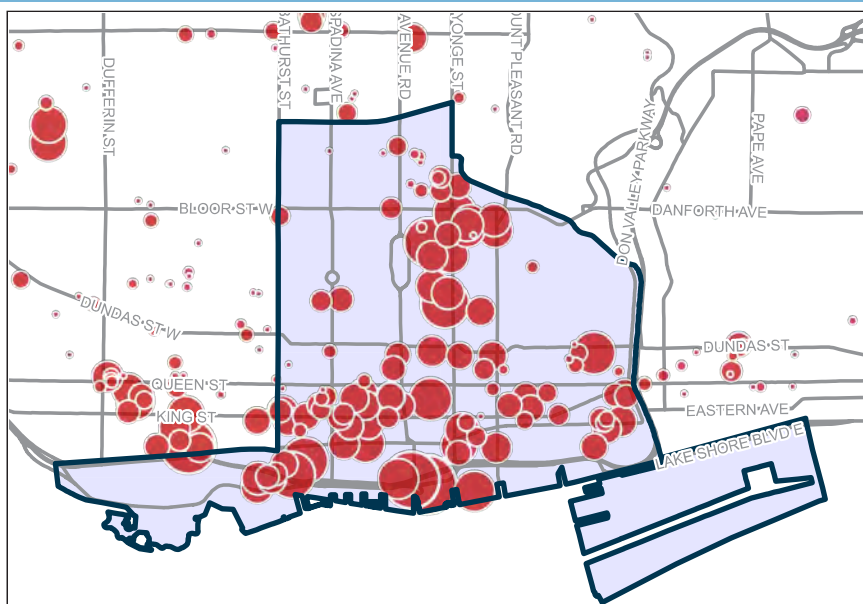 DUFFERIN ST
BATHURST ST
SPADINA AVE
AVENUE RD
YONGE ST
OUNT PLEASANT RD
DON VALLEY PARKWAY
PAPE AVE
BLOOR ST W
DANFORTH AVE
DUNDAS ST W
DUNDAS ST
QUEEN ST
KING ST
EASTERN AVE
LAKE SHORE BLVD E